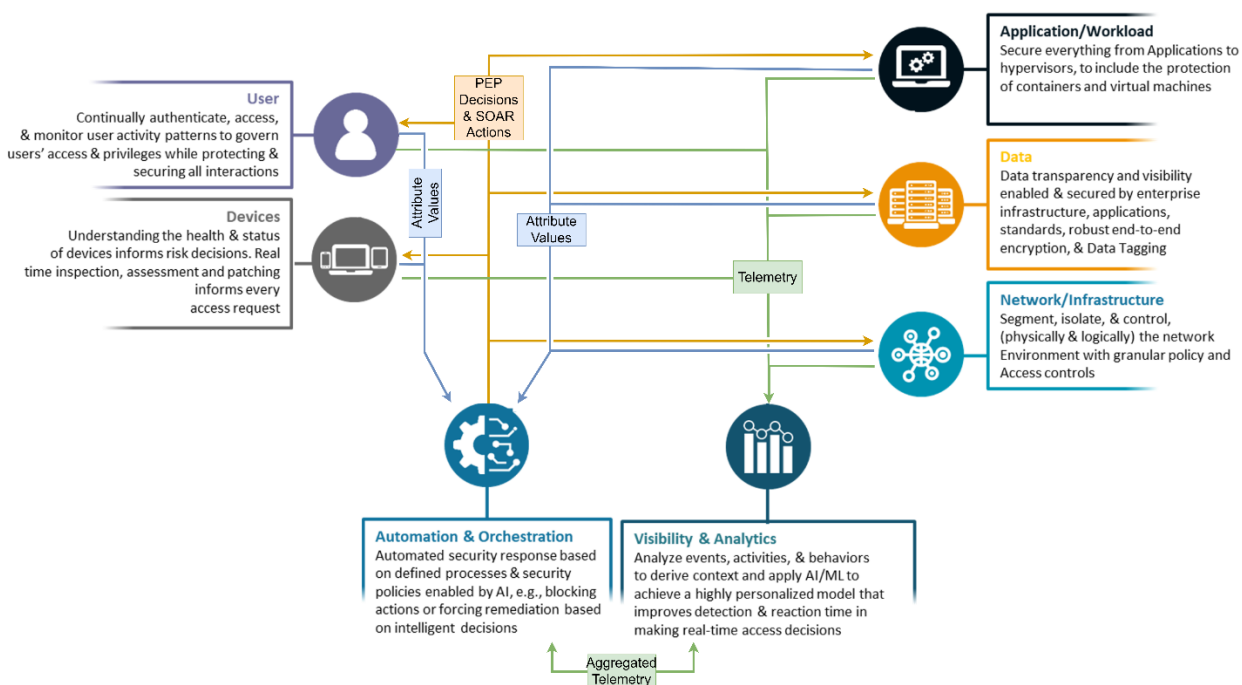 User
Continually authenticate, access,
& monitor user activity patterns to govern
users' access & privileges while protecting &
securing all interactions
Devices
Understanding the health & status
of devices informs risk decisions. Real
time inspection, assessment and patching
informs every
access request
PEP
Decisions
& SOAR
Actions
Attribute
Values
Attribute
Values
Telemetry
Application/Workload
Secure everything from Applications to
hypervisors, to include the protection
of containers and virtual machines
Data
Data transparency and visibility
enabled & secured by enterprise
infrastructure, applications,
standards, robust end-to-end
encryption, & Data Tagging
Network/Infrastructure
Segment, isolate, & control,
(physically & logically) the network
Environment with granular policy and
Access controls
Automation & Orchestration
Automated security response based
on defined processes & security
policies enabled by AI, e.g., blocking
actions or forcing remediation based
on intelligent decisions
Visibility & Analytics
Analyze events, activities, & behaviors
to derive context and apply AI/ML to
achieve a highly personalized model that
improves detection & reaction time in
making real-time access decisions
Aggregated
Telemetry